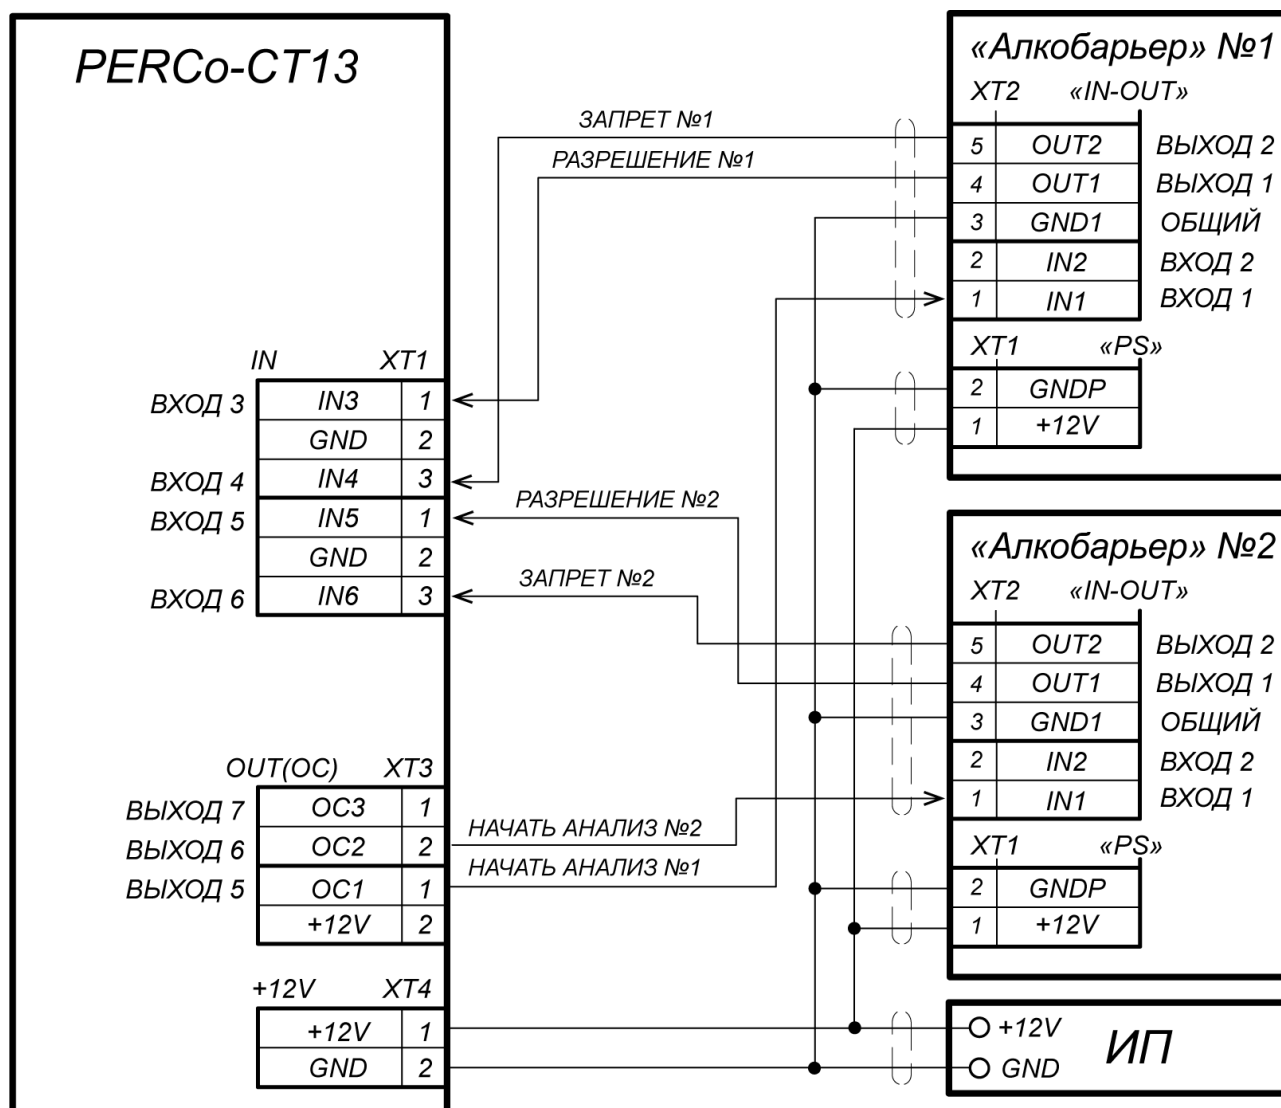 PERCo-CT13
IN XT1
ВХОД 3 IN3 1
GND 2
ВХОД 4 IN4 3
ВХОД 5 IN5 1
GND 2
ВХОД 6 IN6 3
OUT(OC) XT3
ВЫХОД 7 OC3 1
ВЫХОД 6 OC2 2
ВЫХОД 5 OC1 1
+12V 2
+12V XT4
+12V 1
GND 2
ЗАПРЕТ №1
РАЗРЕШЕНИЕ №1
РАЗРЕШЕНИЕ №2
ЗАПРЕТ №2
НАЧАТЬ АНАЛИЗ №2
НАЧАТЬ АНАЛИЗ №1
«Алкобарьер» №1
XT2 «IN-OUT»
5 OUT2 ВЫХОД 2
4 OUT1 ВЫХОД 1
3 GND1 ОБЩИЙ
2 IN2 ВХОД 2
1 IN1 ВХОД 1
XT1 «PS»
2 GNDP
1 +12V
«Алкобарьер» №2
XT2 «IN-OUT»
5 OUT2 ВЫХОД 2
4 OUT1 ВЫХОД 1
3 GND1 ОБЩИЙ
2 IN2 ВХОД 2
1 IN1 ВХОД 1
XT1 «PS»
2 GNDP
1 +12V
+12V
ИП
GND